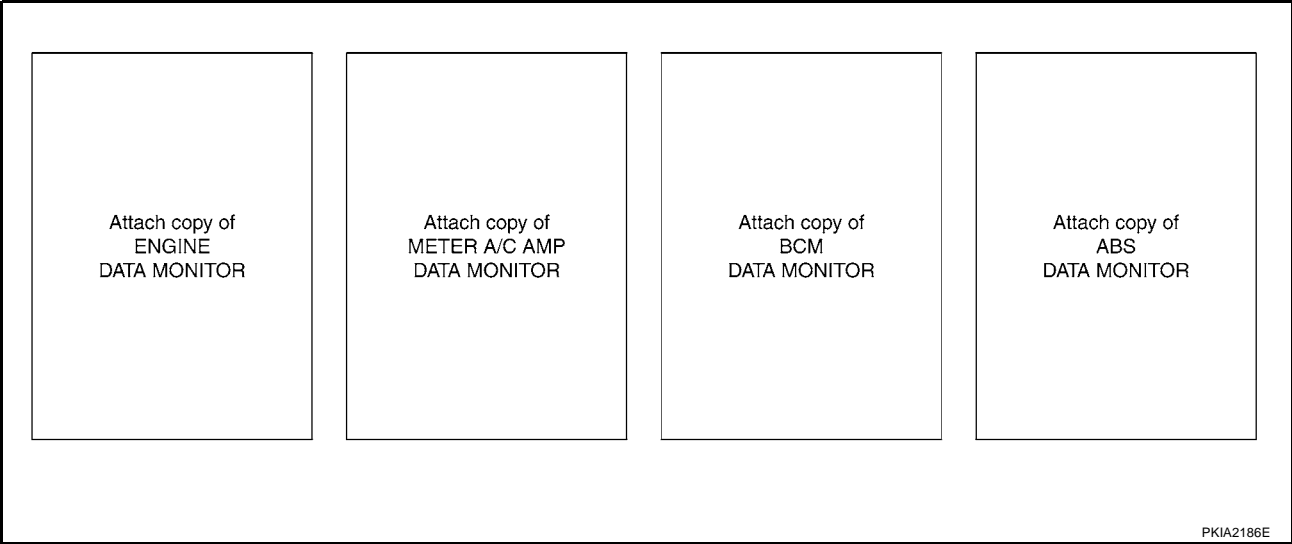 Attach copy of
ENGINE
DATA MONITOR
Attach copy of
METER A/C AMP
DATA MONITOR
Attach copy of
BCM
DATA MONITOR
Attach copy of
ABS
DATA MONITOR
PKIA2186E